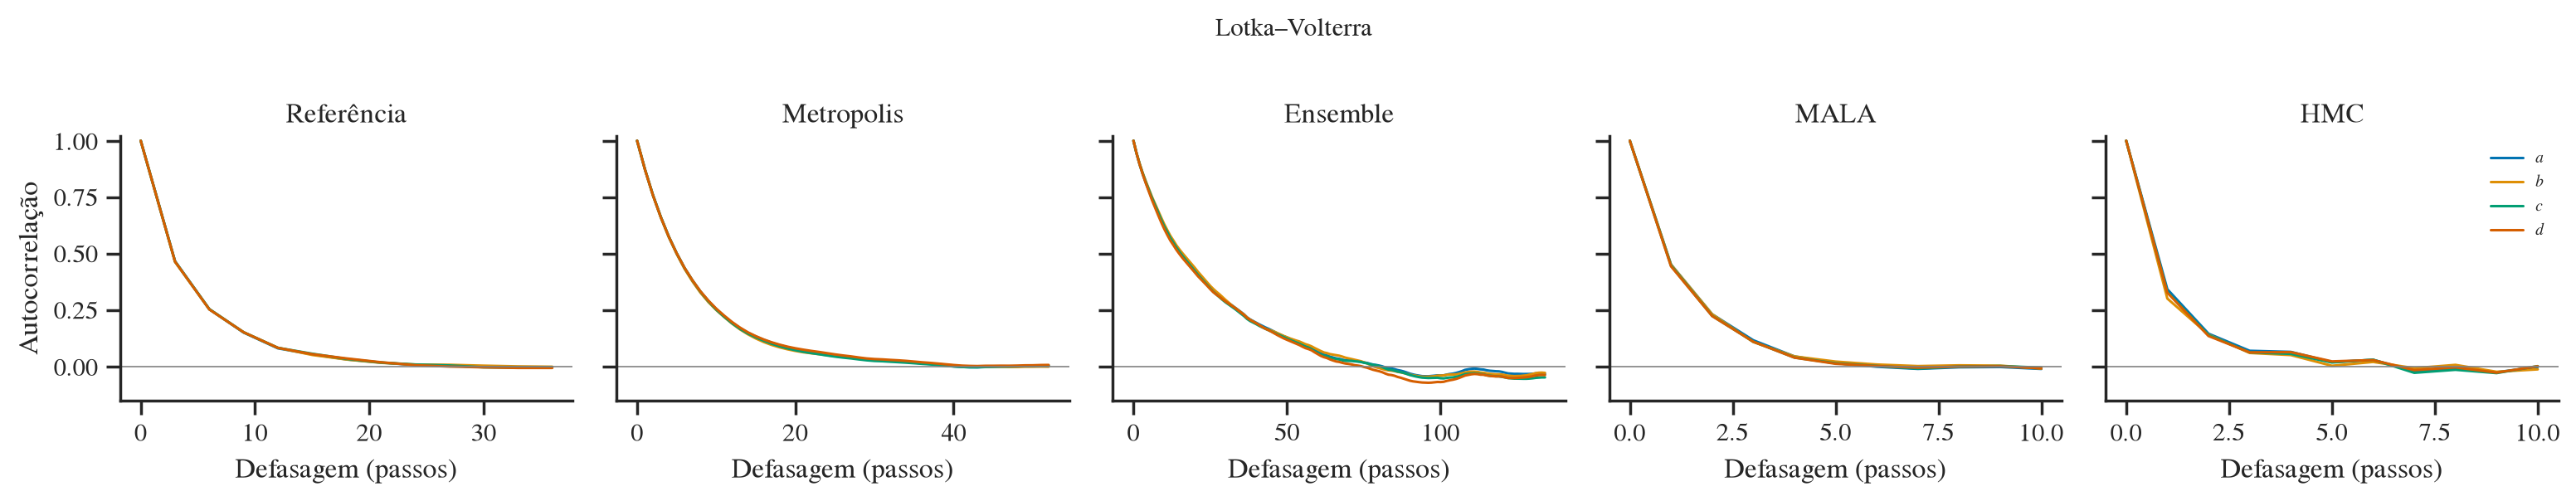 Lotka–Volterra
Referência
Metropolis
Ensemble
MALA
HMC
Autocorrelação
1.00
0.75
0.50
0.25
0.00
0 10 20 30
0 20 40
0 50 100
0.0 2.5 5.0 7.5 10.0
0.0 2.5 5.0 7.5 10.0
Defasagem (passos)
Defasagem (passos)
Defasagem (passos)
Defasagem (passos)
Defasagem (passos)
a
b
c
d